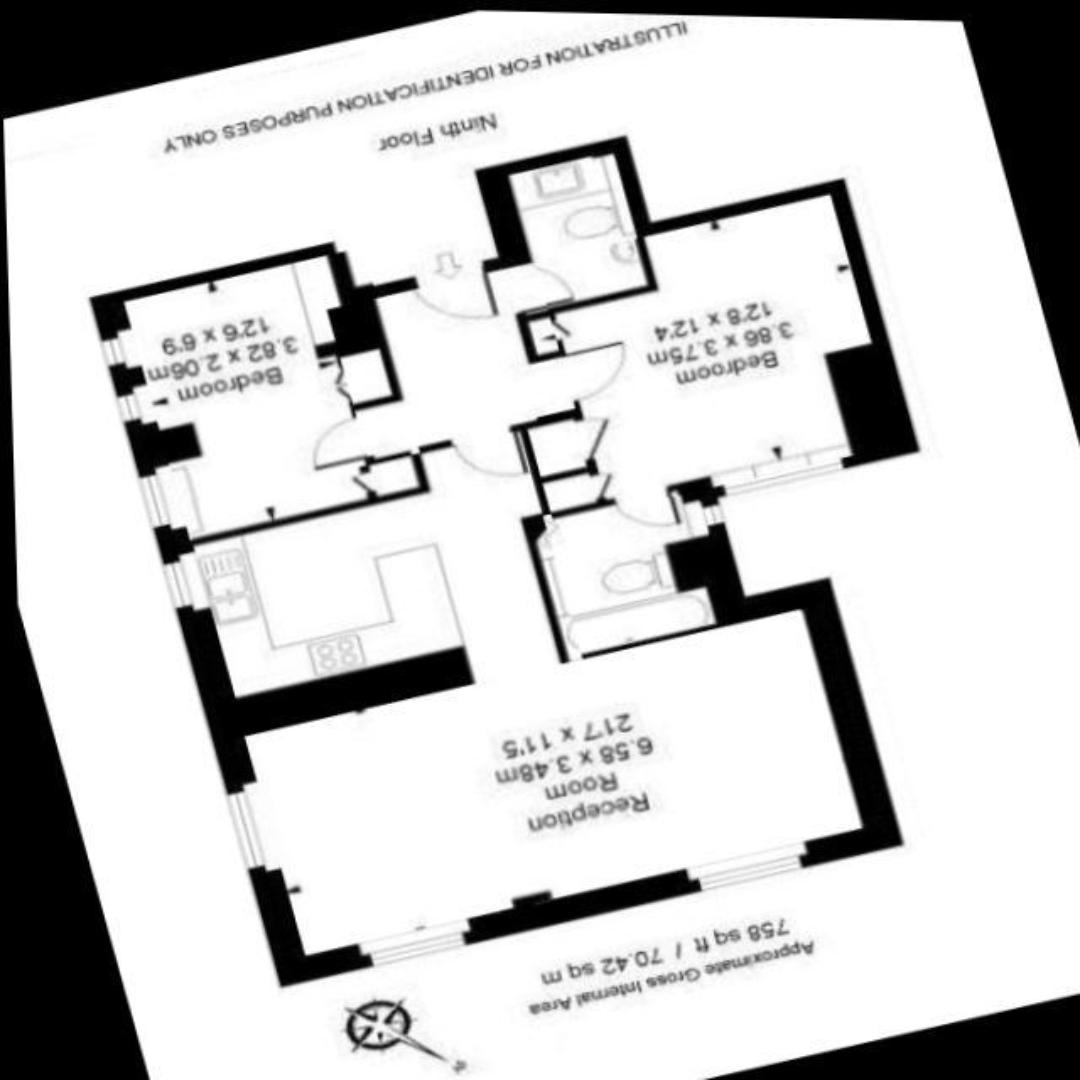 Approximate Gross Internal Area
758 sq ft / 70.42 sq m
Reception
Room
6.58 x 3.48m
21'7 x 11'5
Bedroom
3.86 x 3.75m
12'8 x 12'4
Bedroom
3.82 x 2.06m
12'6 x 6'9
Ninth Floor
ILLUSTRATION FOR IDENTIFICATION PURPOSES ONLY